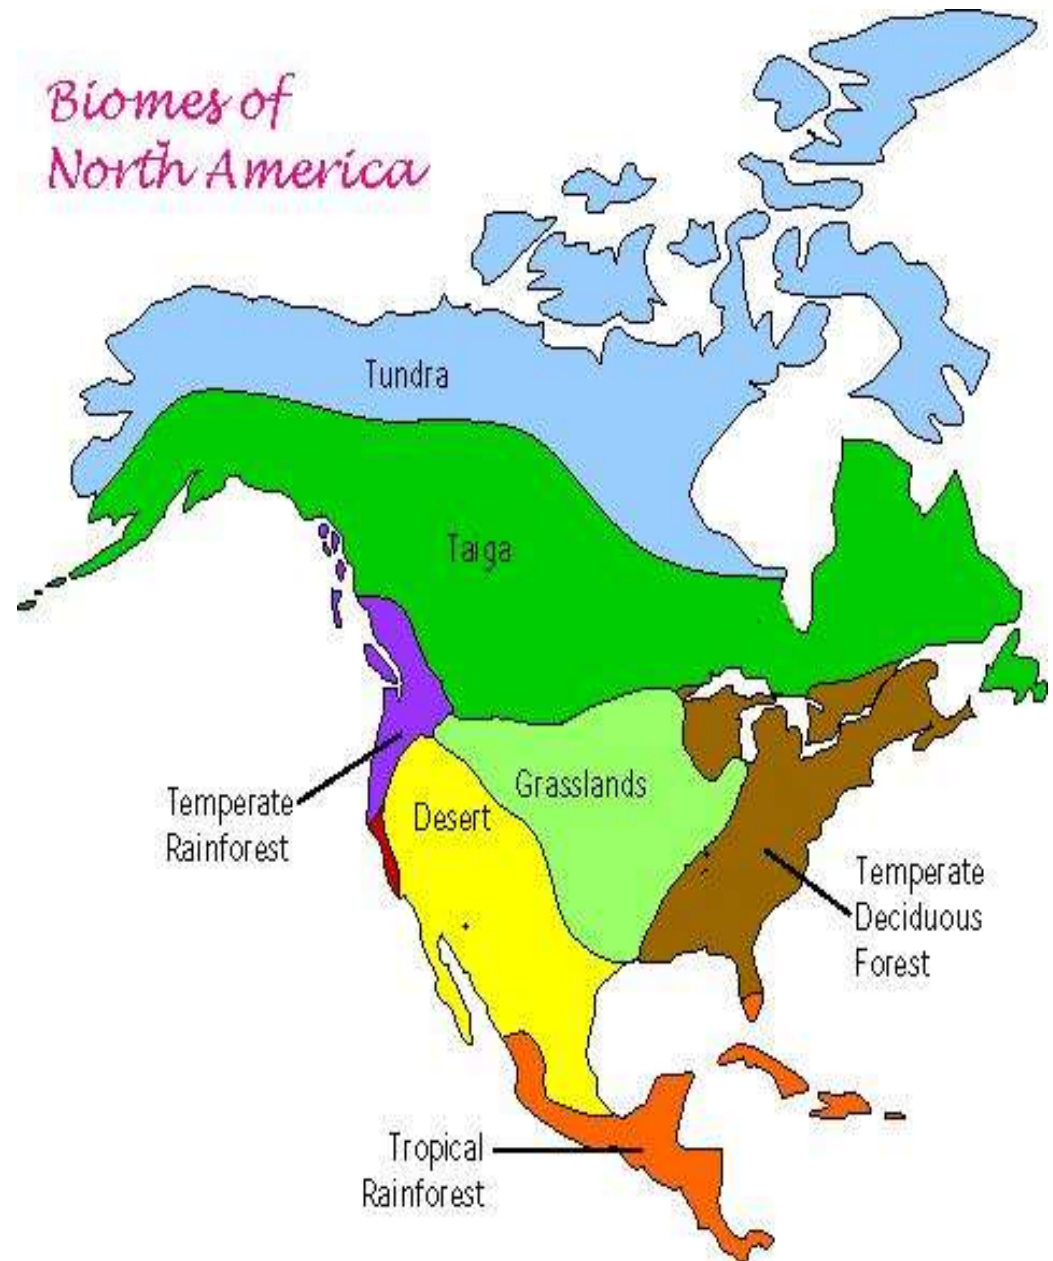 Biomes of
North America
Tundra
Taiga
Grasslands
Desert
Temperate
Rainforest
Temperate
Deciduous
Forest
Tropical
Rainforest